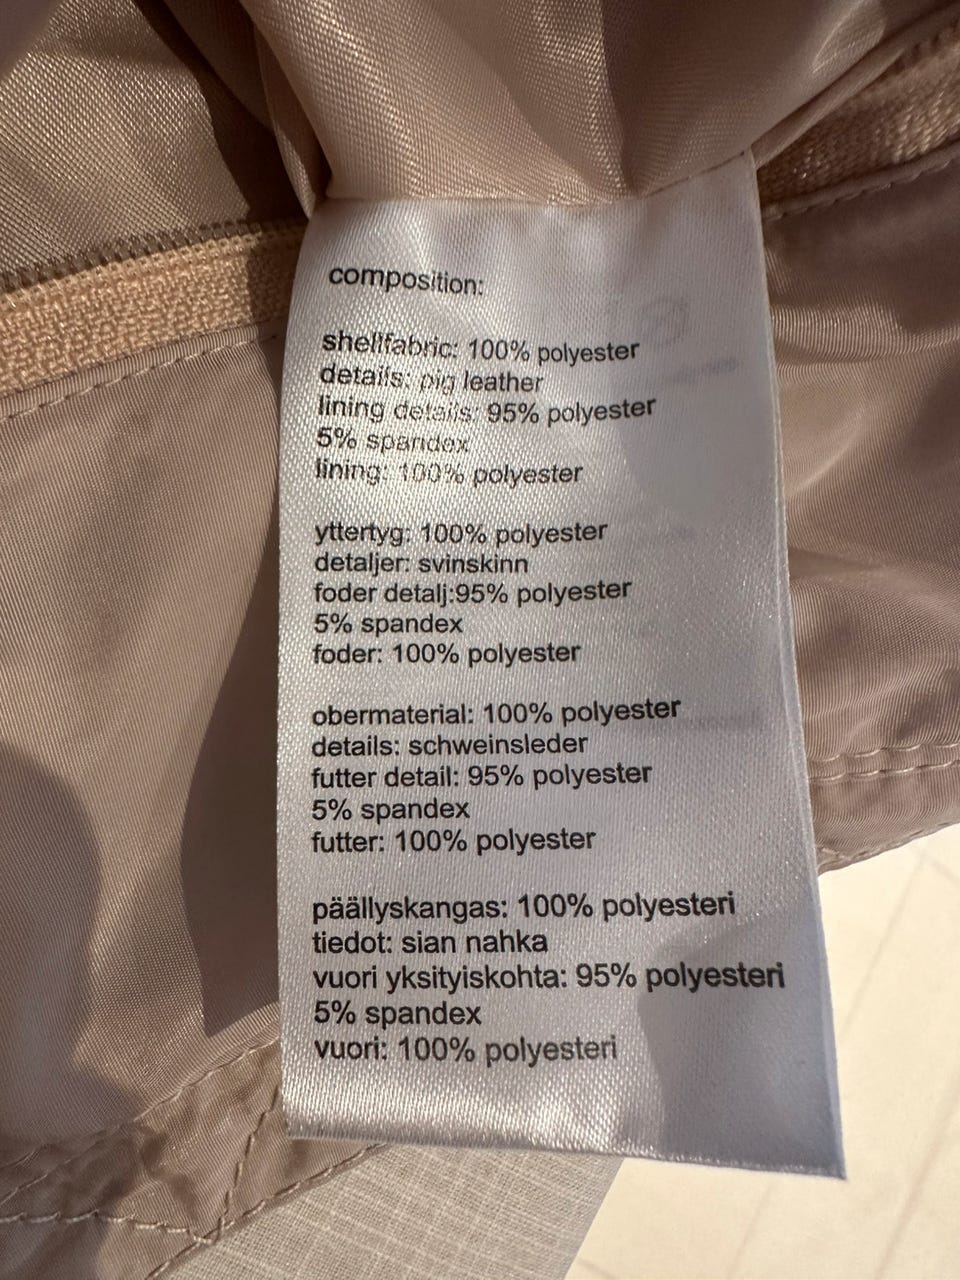 composition:
shellfabric: 100% polyester
details: pig leather
lining details: 95% polyester
5% spandex
lining: 100% polyester
yttertyg: 100% polyester
detaljer: svinskinn
foder detalj:95% polyester
5% spandex
foder: 100% polyester
obermaterial: 100% polyester
details: schweinsleder
futter detail: 95% polyester
5% spandex
futter: 100% polyester
päällyskangas: 100% polyesteri
tiedot: sian nahka
vuori yksityiskohta: 95% polyesteri
5% spandex
vuori: 100% polyesteri